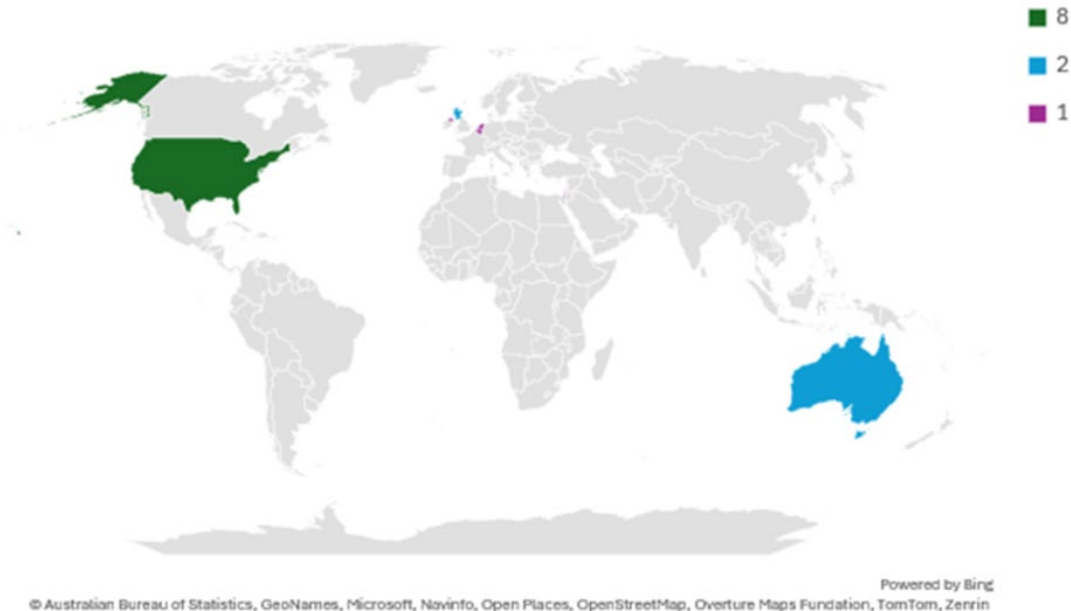 8
2
1
Powered by Bing
© Australian Bureau of Statistics, GeoNames, Microsoft, Navinfo, Open Places, OpenStreetMap, Overture Maps Fundation, TomTom, Zenrin